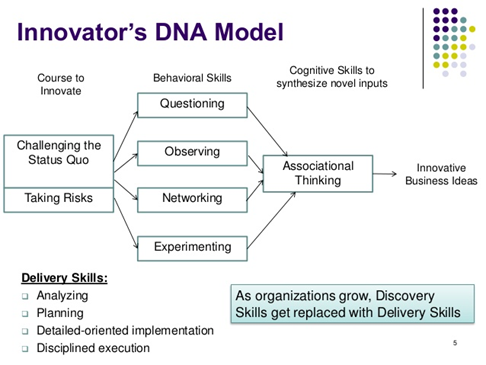 Innovator's DNA Model
Course to
Innovate
Behavioral Skills
Cognitive Skills to
synthesize novel inputs
Questioning
Challenging the
Status Quo
Observing
Associational
Thinking
Innovative
Business Ideas
Taking Risks
Networking
Experimenting
Delivery Skills:
Analyzing
Planning
Detailed-oriented implementation
Disciplined execution
As organizations grow, Discovery
Skills get replaced with Delivery Skills
5